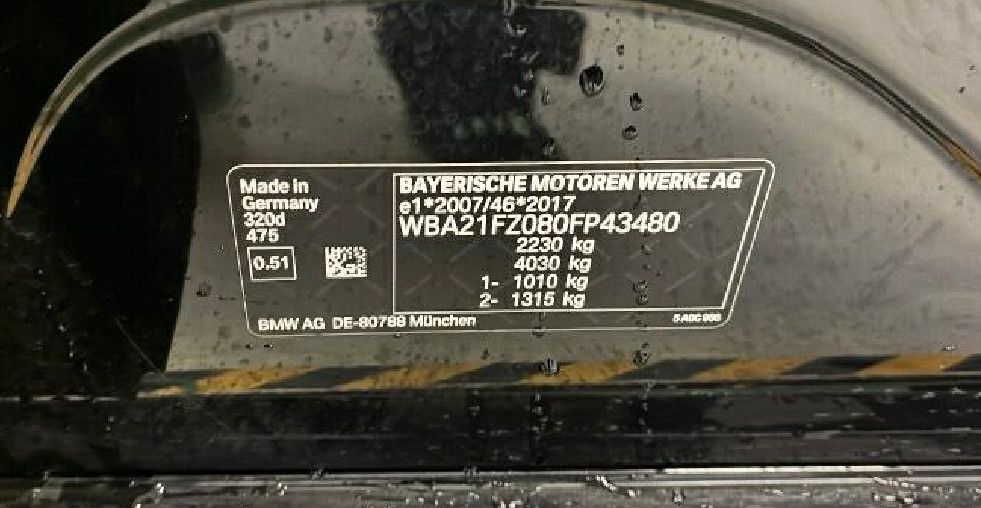 Made in
Germany
320d
475
0.51
BAYERISCHE MOTOREN WERKE AG
e1*2007/46*2017
WBA21FZ080FP43480
2230 kg
4030 kg
1- 1010 kg
2- 1315 kg
BMW AG DE-80788 München